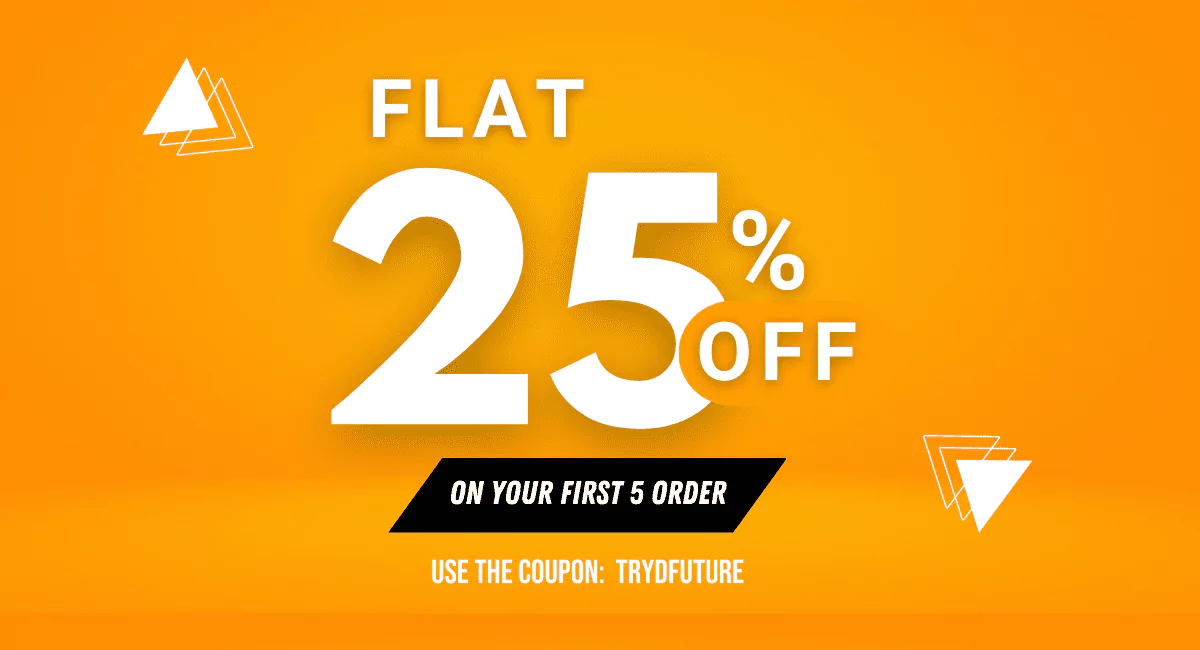 FLAT
25%
OFF
ON YOUR FIRST 5 ORDER
USE THE COUPON: TRYDFUTURE